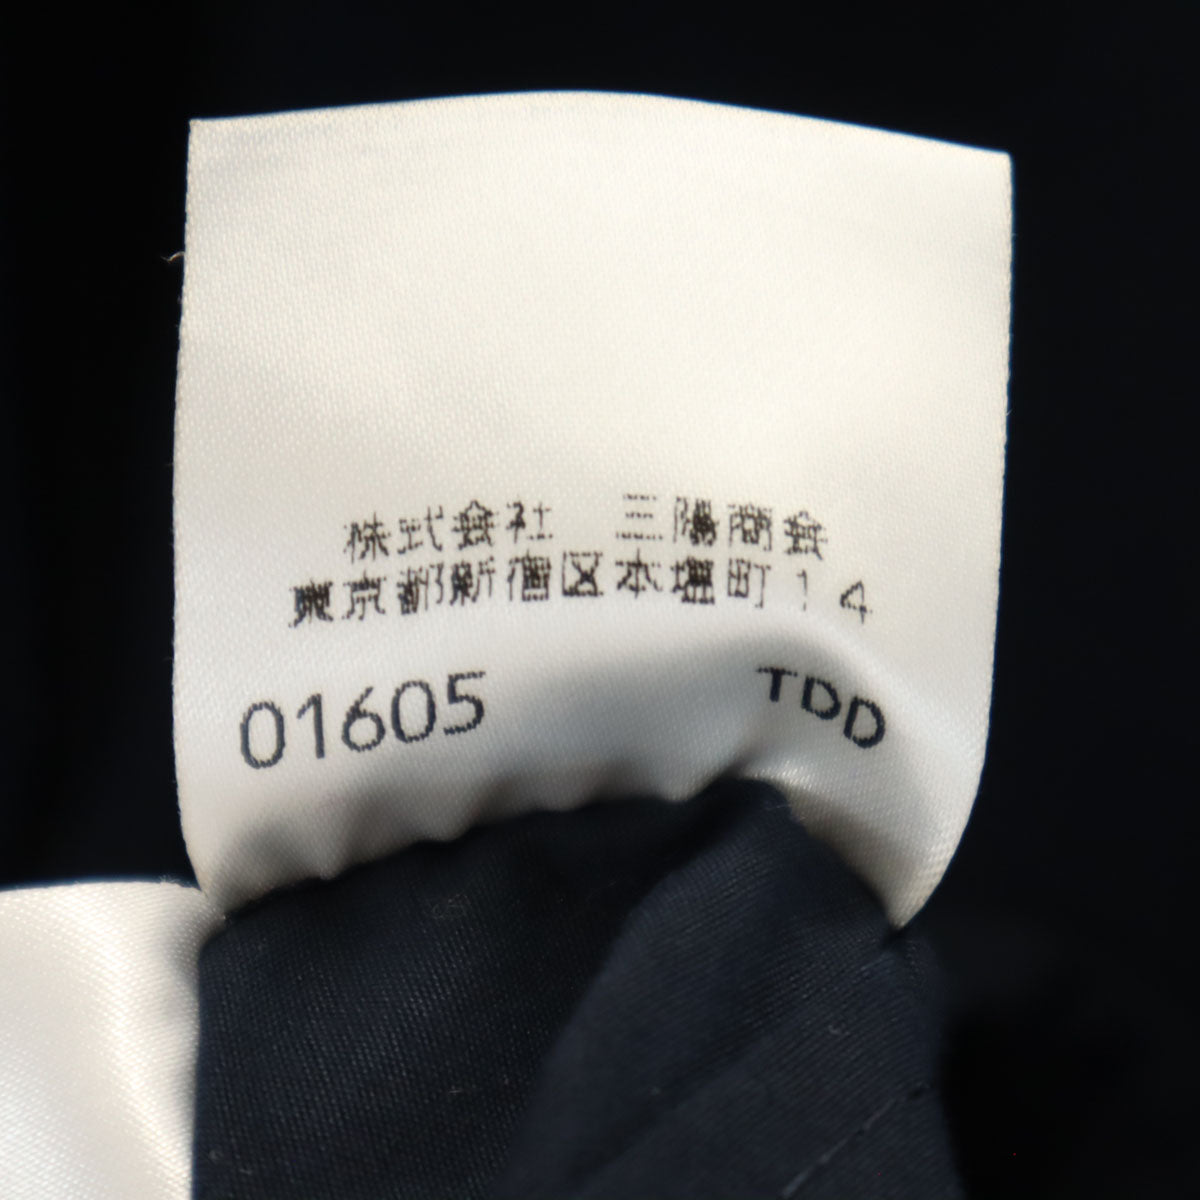 株式会社　三陽商会
東京都新宿区本塩町14
01605　TDD